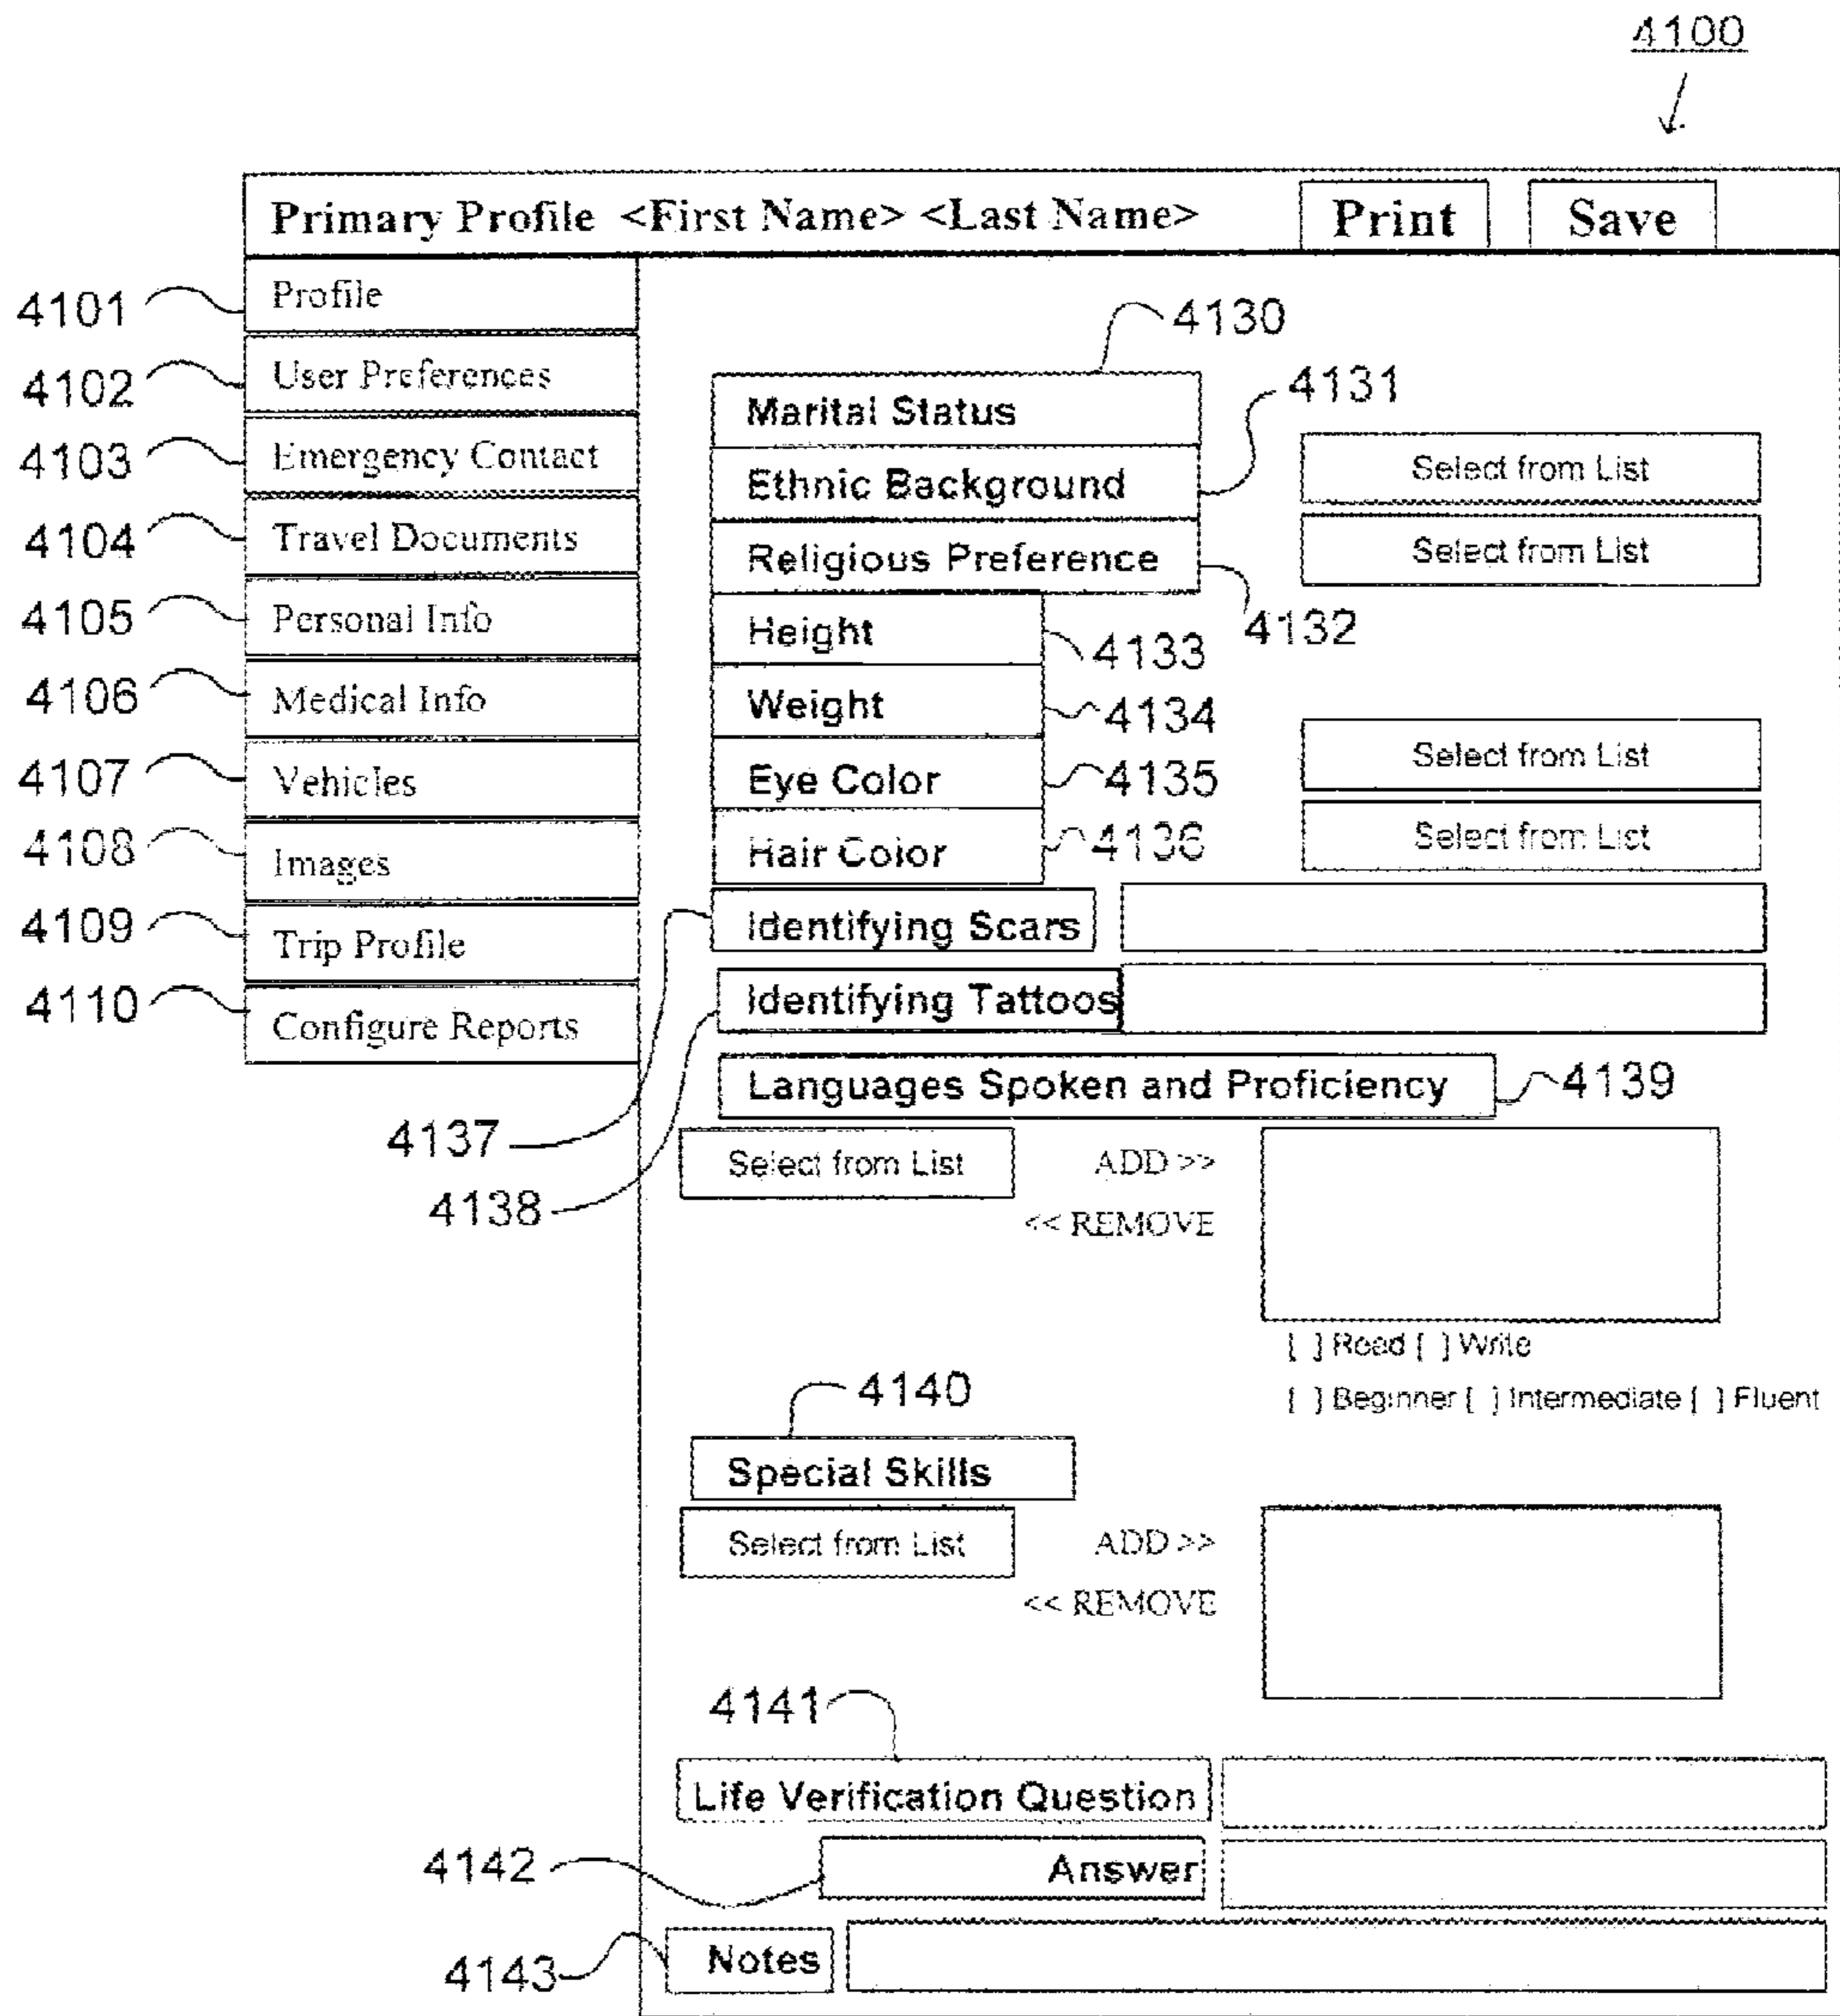 4100
Primary Profile <First Name> <Last Name> Print Save
4101 Profile
4130
4102 User Preferences
4131
Marital Status
4103 Emergency Contact
Ethnic Background Select from List
4104 Travel Documents
Religious Preference Select from List
4105 Personal Info
Height 4133 4132
4106 Medical Info
Weight 4134
Select from List
4107 Vehicles
Eye Color 4135
4108 Images
Hair Color 4136 Select from List
4109 Trip Profile
Identifying Scars
4110 Configure Reports
Identifying Tattoos
Languages Spoken and Proficiency 4139
4137
Select from List ADD >>
4138
<< REMOVE
[ ] Read [ ] Write
4140
[ ] Beginner [ ] Intermediate [ ] Fluent
Special Skills
Select from List ADD >>
<< REMOVE
4141
Life Verification Question
4142 Answer
4143 Notes